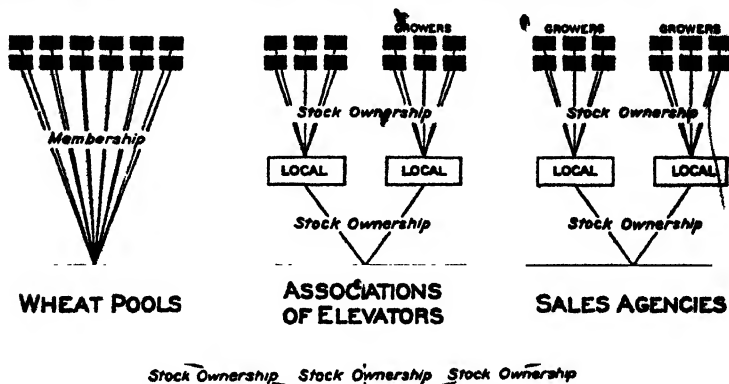 GROWERS GROWERS GROWERS
Stock Ownership Stock Ownership
Membership
LOCAL LOCAL LOCAL LOCAL
Stock Ownership Stock Ownership
WHEAT POOLS ASSOCIATIONS OF ELEVATORS SALES AGENCIES
Stock Ownership Stock Ownership Stock Ownership